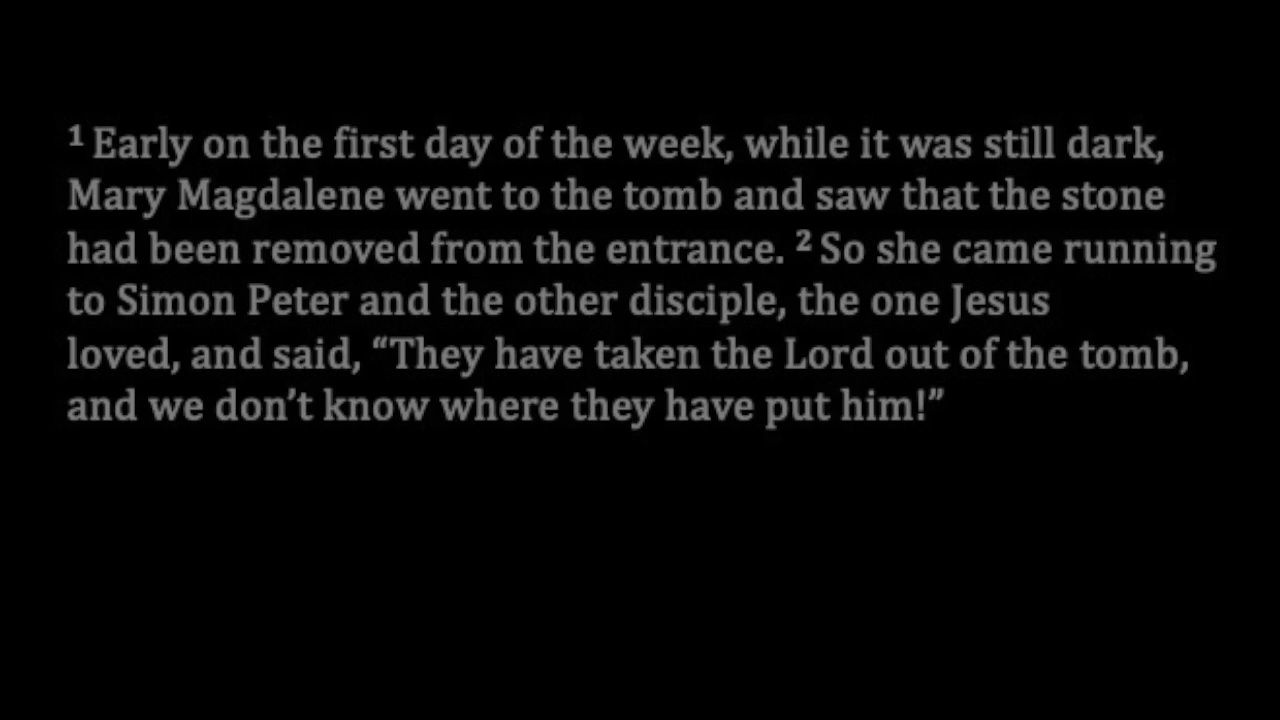 ¹ Early on the first day of the week, while it was still dark,
Mary Magdalene went to the tomb and saw that the stone
had been removed from the entrance. ² So she came running
to Simon Peter and the other disciple, the one Jesus
loved, and said, “They have taken the Lord out of the tomb,
and we don’t know where they have put him!”